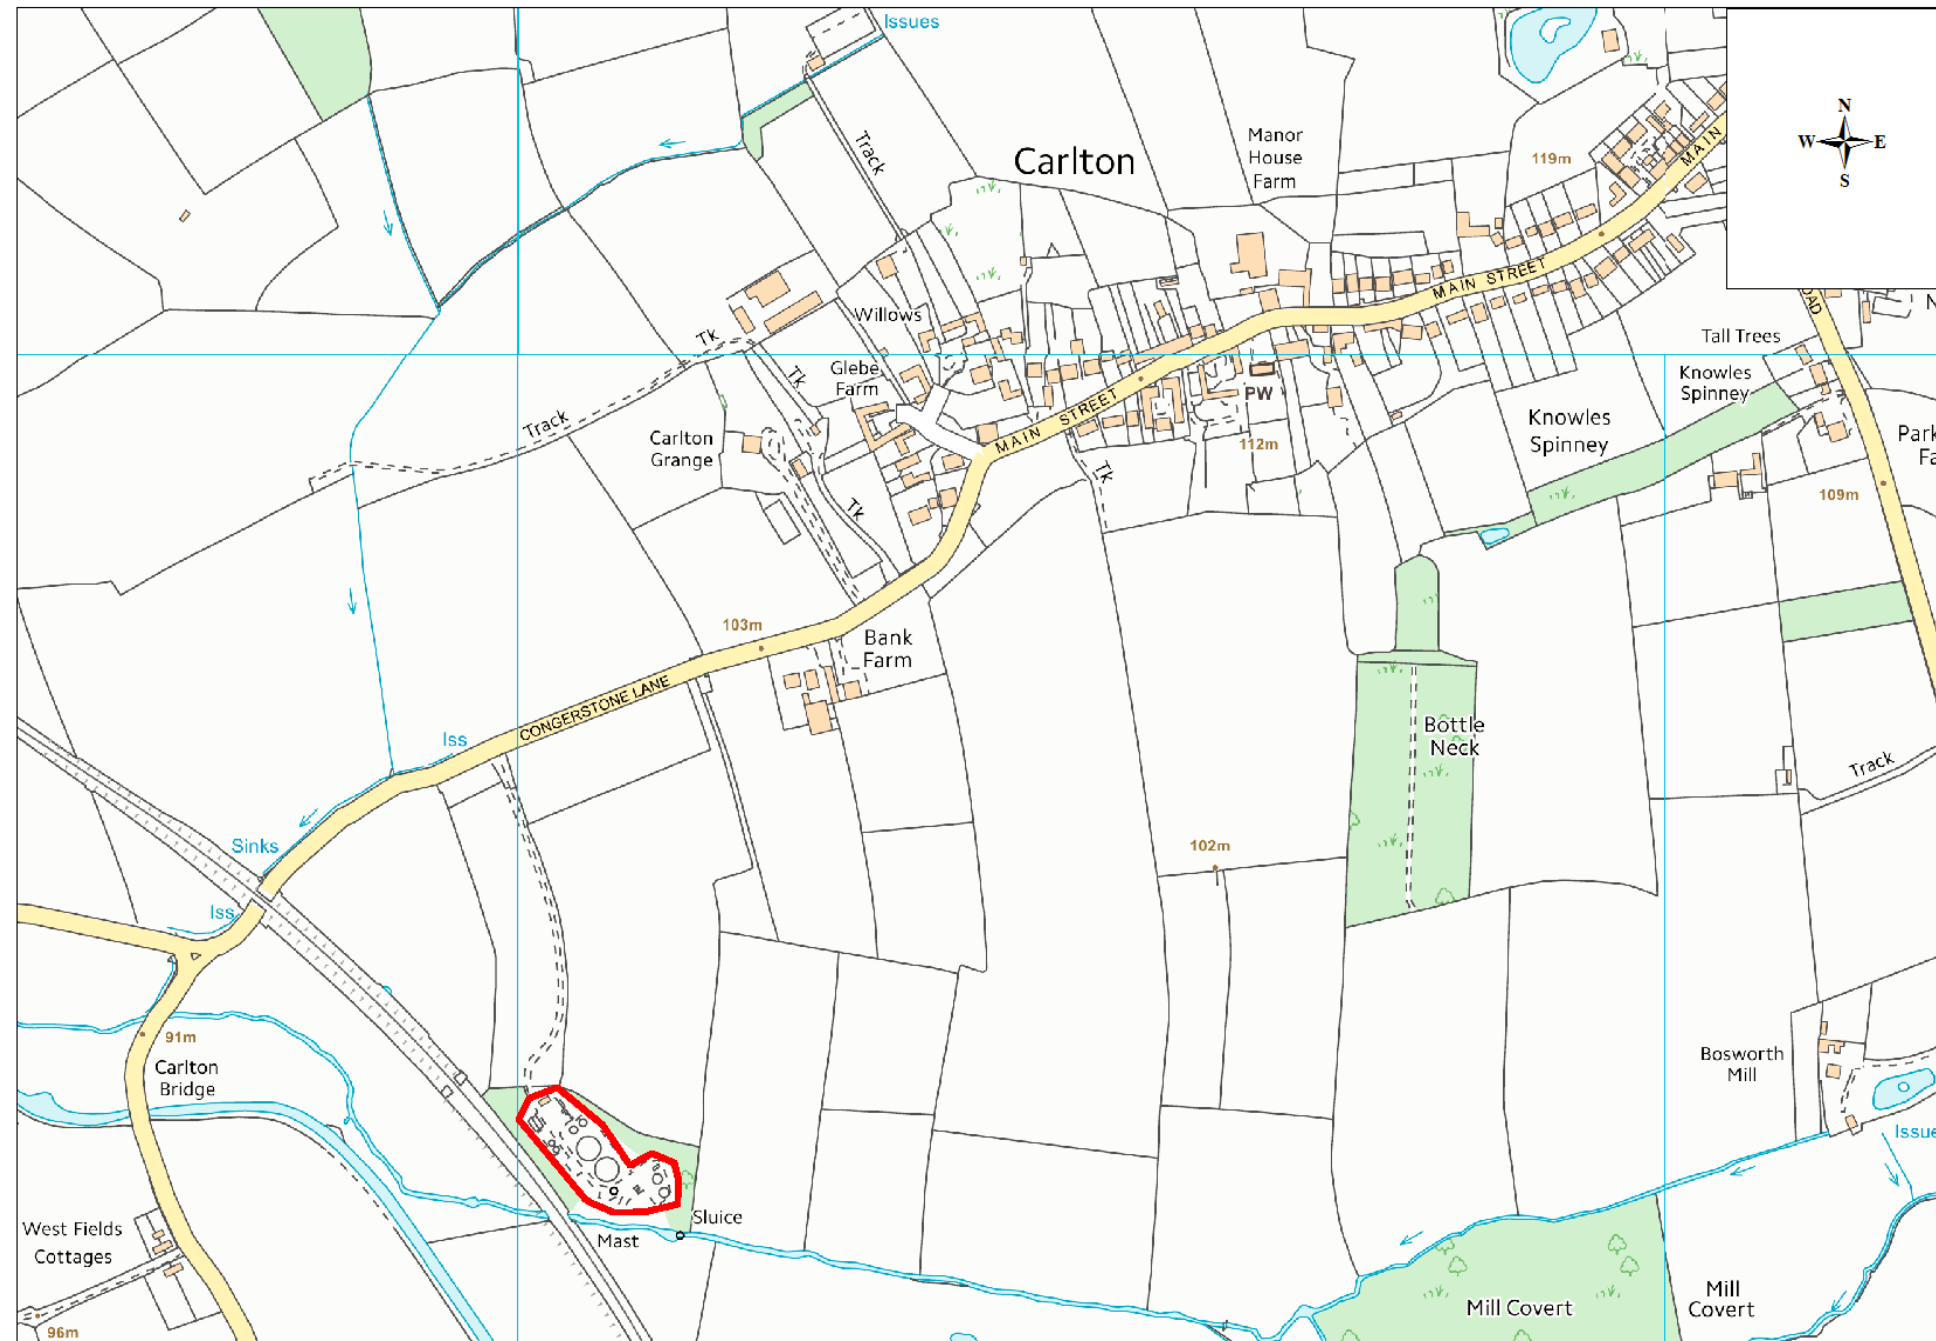 Issues
Track
Carlton
Manor
House
Farm
119m
MAIN
N
W E
S
Willows
MAIN STREET
OAD
N
Tk
Tk
Glebe
Farm
Tall Trees
Knowles
Spinney
PW
MAIN STREET
Track
Carlton
Grange
112m
Knowles
Spinney
Park
Fa
109m
Tk
Tk
103m
Bank
Farm
CONGERSTONE LANE
Iss
Bottle
Neck
Track
Sinks
102m
Iss
91m
Carlton
Bridge
Bosworth
Mill
Issue
West Fields
Cottages
Sluice
Mast
Mill Covert
Mill
Covert
96m